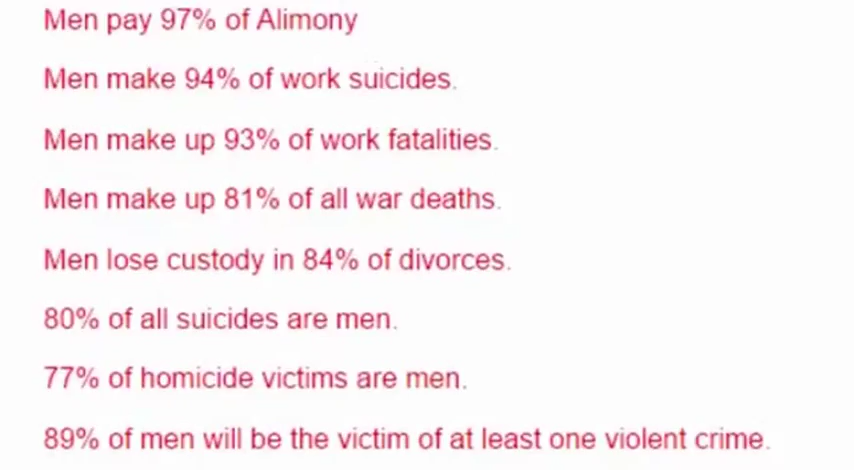 Men pay 97% of Alimony
Men make 94% of work suicides.
Men make up 93% of work fatalities.
Men make up 81% of all war deaths.
Men lose custody in 84% of divorces.
80% of all suicides are men.
77% of homicide victims are men.
89% of men will be the victim of at least one violent crime.